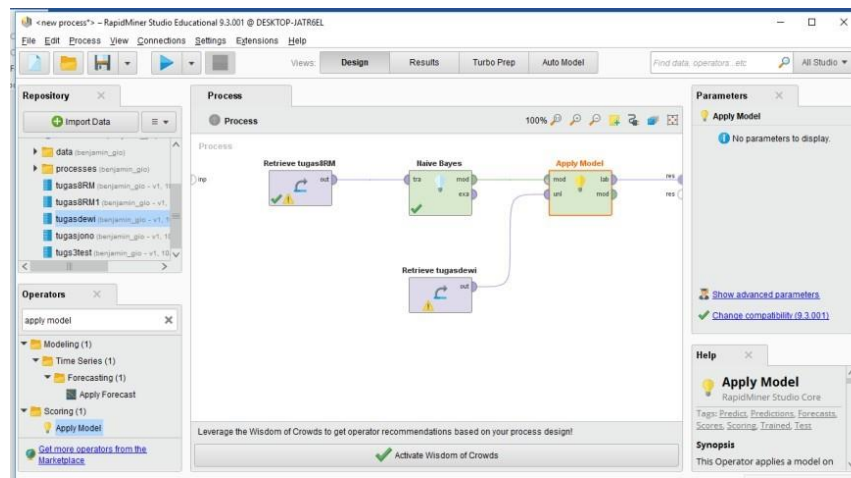 <new process*> – RapidMiner Studio Educational 9.3.001 @ DESKTOP-JATR6EL
File Edit Process View Connections Settings Extensions Help
Views: Design Results Turbo Prep Auto Model Find data, operators...etc All Studio
Repository
Import Data
data (benjamin_gio)
processes (benjamin_gio)
tugas8RM (benjamin_gio - v1,
tugas8RM1 (benjamin_gio - v1,
tugasdewi (benjamin_gio - v1,
tugasjono (benjamin_gio - v1,
tugs3test (benjamin_gio - v1, 10
Operators
apply model
Modeling (1)
Time Series (1)
Forecasting (1)
Apply Forecast
Scoring (1)
Apply Model
Get more operators from the
Marketplace
Process
Process 100%
Process
Retrieve tugas8RM Naive Bayes Apply Model
inp out tra mod exa mod unl lab mod res res
Retrieve tugasdewi
out
Leverage the Wisdom of Crowds to get operator recommendations based on your process design!
Activate Wisdom of Crowds
Parameters
Apply Model
No parameters to display.
Show advanced parameters
Change compatibility (9.3.001)
Help
Apply Model
RapidMiner Studio Core
Tags: Predict, Predictions, Forecasts,
Scores, Scoring, Trained, Test
Synopsis
This Operator applies a model on